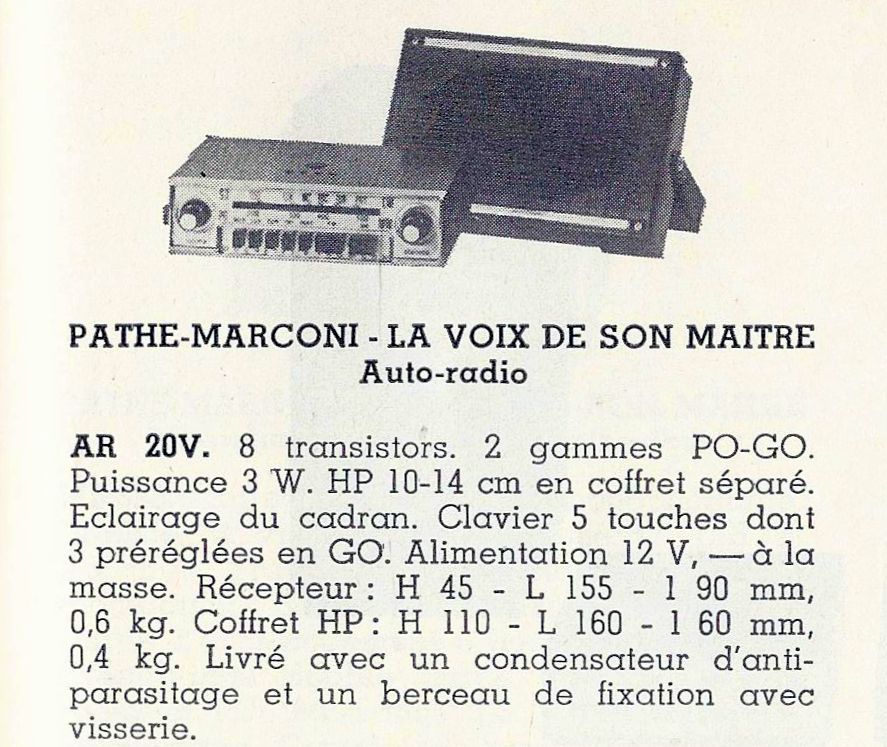 PATHE-MARCONI - LA VOIX DE SON MAITRE
Auto-radio
AR 20V. 8 transistors. 2 gammes PO-GO.
Puissance 3 W. HP 10-14 cm en coffret séparé.
Eclairage du cadran. Clavier 5 touches dont
3 préréglées en GO. Alimentation 12 V, — à la
masse. Récepteur : H 45 - L 155 - l 90 mm,
0,6 kg. Coffret HP : H 110 - L 160 - l 60 mm,
0,4 kg. Livré avec un condensateur d'anti-
parasitage et un berceau de fixation avec
visserie.